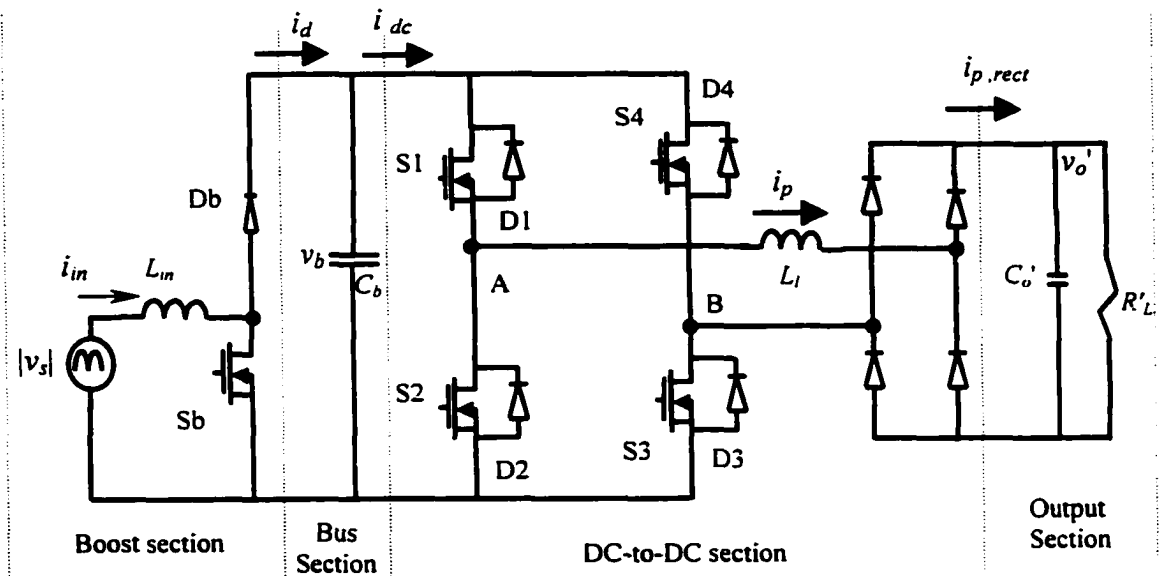 i_d
i_dc
D4
i_p,rect
S4
S1
v_o'
Db
D1
i_p
v_b
C_b
A
L_l
B
C_o'
R'_L
i_in
L_in
|v_s|
Sb
S2
D2
S3
D3
Boost section
Bus
Section
DC-to-DC section
Output
Section